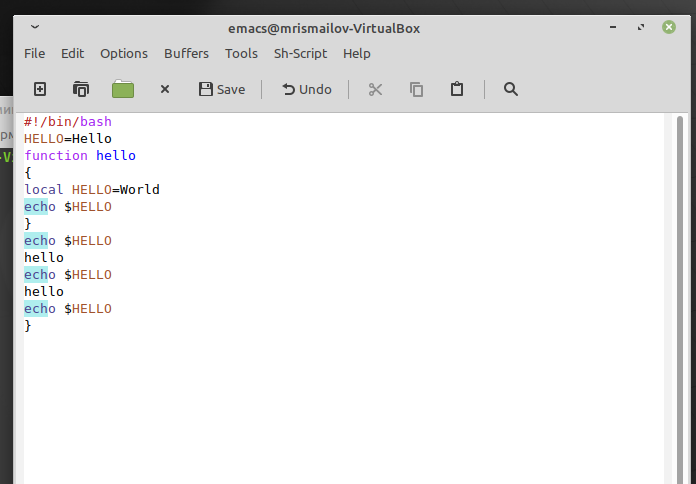 emacs@mrismailov-VirtualBox
File Edit Options Buffers Tools Sh-Script Help
Save Undo
#!/bin/bash
HELLO=Hello
function hello
{
local HELLO=World
echo $HELLO
}
echo $HELLO
hello
echo $HELLO
hello
echo $HELLO
}